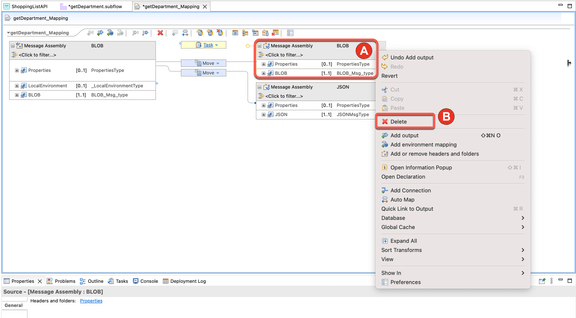 ShoppingListAPI
getDepartment.subflow
*getDepartment_Mapping
getDepartment_Mapping
getDepartment_Mapping
Message Assembly BLOB
<Click to filter...>
Properties [0..1] PropertiesType
LocalEnvironment [0..1] _LocalEnvironmentType
BLOB [1..1] BLOB_Msg_type
Task
Move
Move
Message Assembly BLOB
<Click to filter...>
Properties [0..1] PropertiesType
BLOB [1..1] BLOB_Msg_type
A
Message Assembly JSON
<Click to filter...>
Properties [0..1] PropertiesType
JSON [1..1] JSONMsgType
Undo Add output
Redo
Revert
Cut ⌘X
Copy ⌘C
Paste ⌘V
Delete
B
Add output ⇧⌘N O
Add environment mapping
Add or remove headers and folders
Open Information Popup
Open Declaration F3
Add Connection
Auto Map
Quick Link to Output
Database
Global Cache
Expand All
Sort Transforms
View
Show In
Preferences
Properties
Problems
Outline
Tasks
Console
Deployment Log
Source - [Message Assembly : BLOB]
General
Headers and folders: Properties